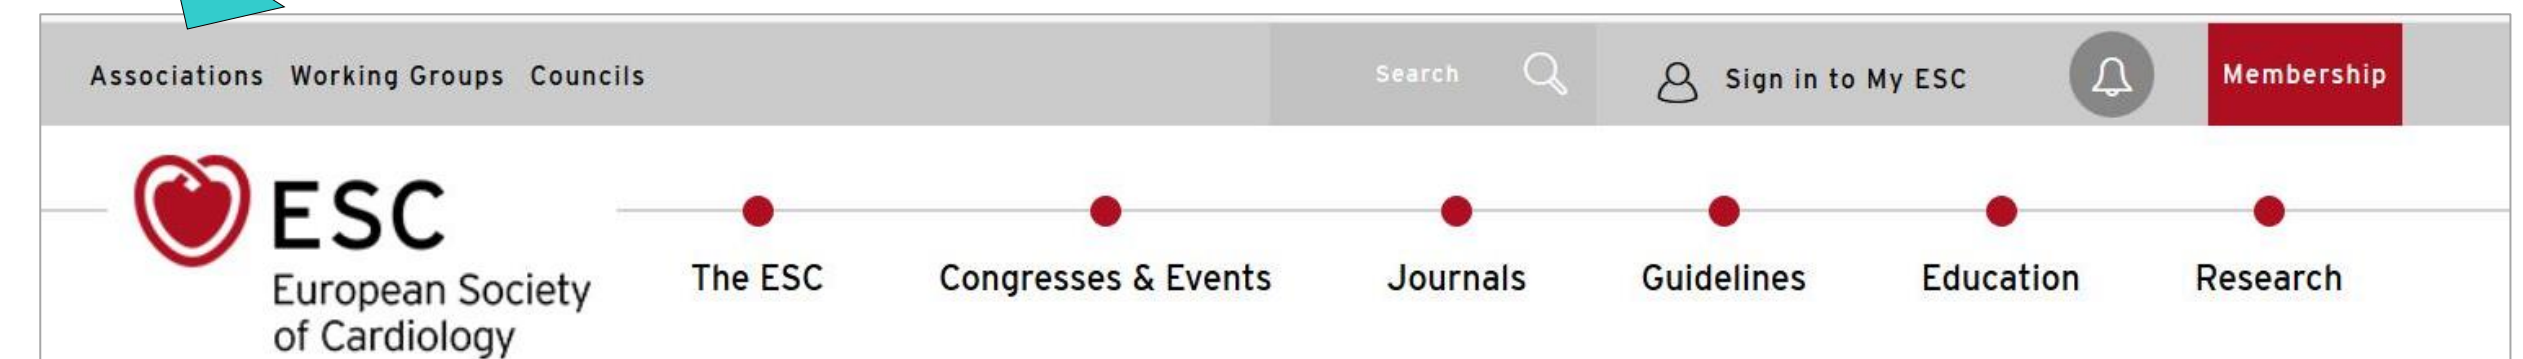 Associations Working Groups Councils Search Sign in to My ESC Membership
ESC
European Society
of Cardiology
The ESC Congresses & Events Journals Guidelines Education Research